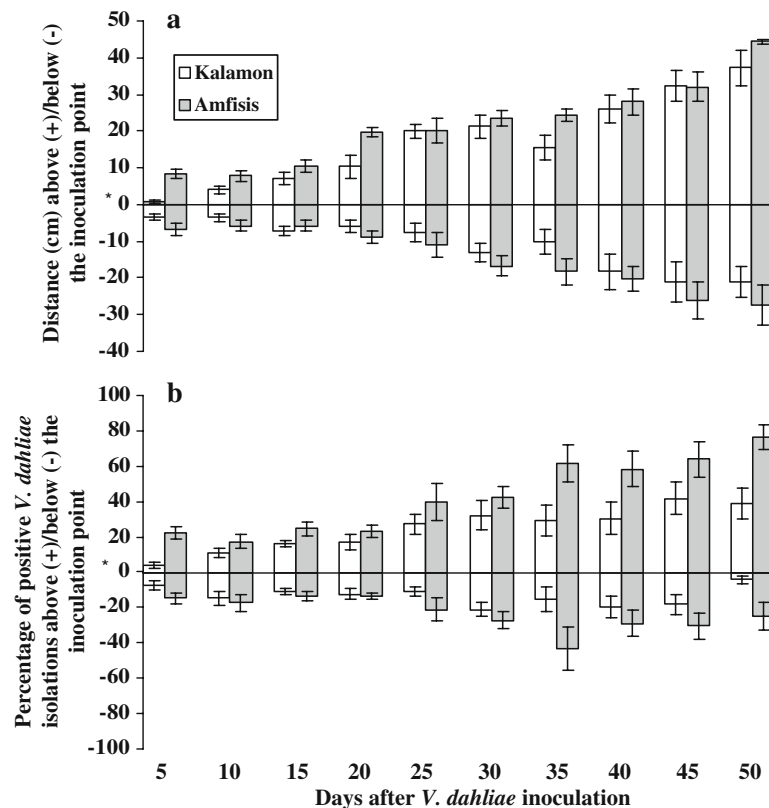 a
50
40
30
20
10
*
0
-10
-20
-30
-40
Kalamon
Amfisis
Distance (cm) above (+)/below (-)
the inoculation point
b
100
80
60
40
20
*
0
-20
-40
-60
-80
-100
Percentage of positive V. dahliae
isolations above (+)/below (-) the
inoculation point
5 10 15 20 25 30 35 40 45 50
Days after V. dahliae inoculation